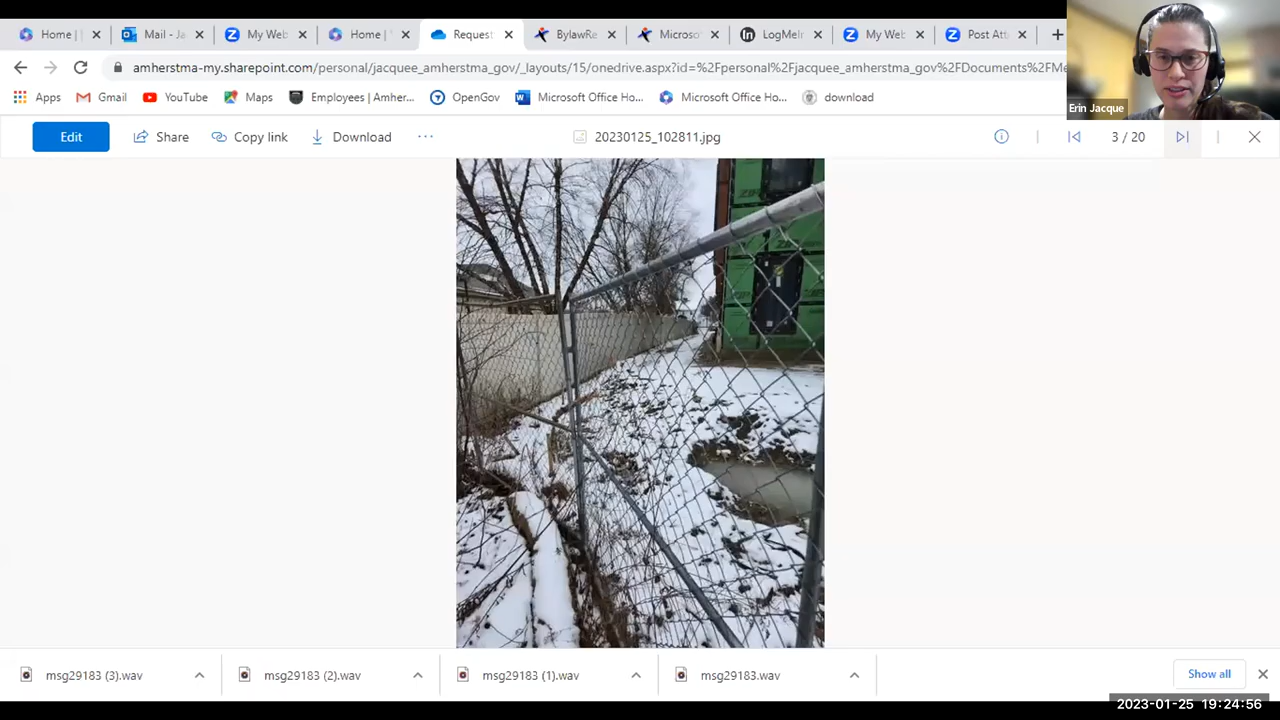 Home |
Mail - Ja
My Web
Home |
Request
BylawRe
Microso
LogMeIn
My Web
Post Att
amherstma-my.sharepoint.com/personal/jacquee_amherstma_gov/_layouts/15/onedrive.aspx?id=%2Fpersonal%2Fjacquee_amherstma_gov%2FDocuments%2FMe
Apps
Gmail
YouTube
Maps
Employees | Amher...
OpenGov
Microsoft Office Ho...
Microsoft Office Ho...
download
Erin Jacque
Edit
Share
Copy link
Download
...
20230125_102811.jpg
3 / 20
ZIP
msg29183 (3).wav
msg29183 (2).wav
msg29183 (1).wav
msg29183.wav
Show all
2023-01-25 19:24:56